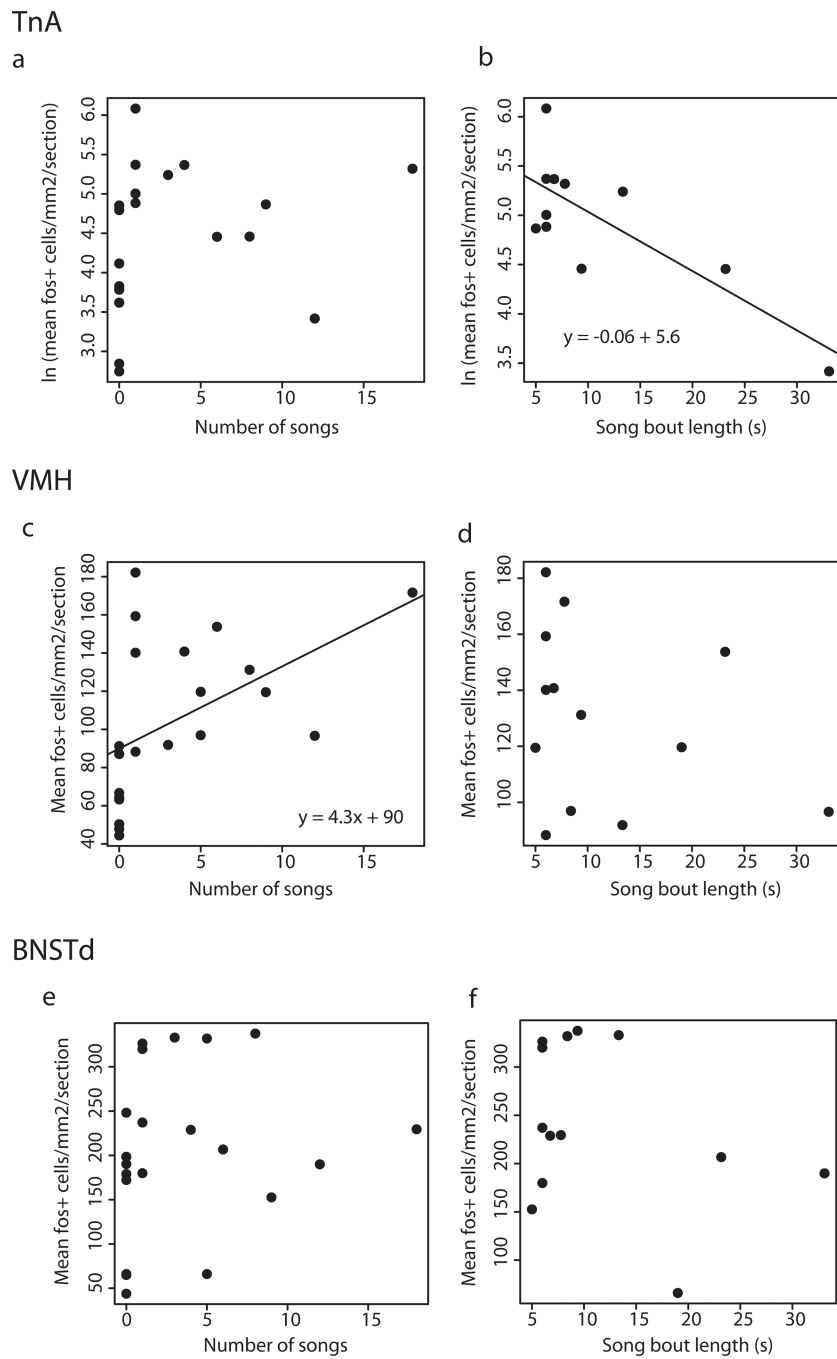 TnA
a
b
ln (mean fos+ cells/mm2/section)
6.0
5.5
5.0
4.5
4.0
3.5
3.0
0 5 10 15
Number of songs
ln (mean fos+ cells/mm2/section)
6.0
5.5
5.0
4.5
4.0
3.5
y = -0.06 + 5.6
5 10 15 20 25 30
Song bout length (s)
VMH
c
d
Mean fos+ cells/mm2/section
180
160
140
120
100
80
60
40
y = 4.3x + 90
0 5 10 15
Number of songs
Mean fos+ cells/mm2/section
180
160
140
120
100
5 10 15 20 25 30
Song bout length (s)
BNSTd
e
f
Mean fos+ cells/mm2/section
300
250
200
150
100
50
0 5 10 15
Number of songs
Mean fos+ cells/mm2/section
300
250
200
150
100
5 10 15 20 25 30
Song bout length (s)